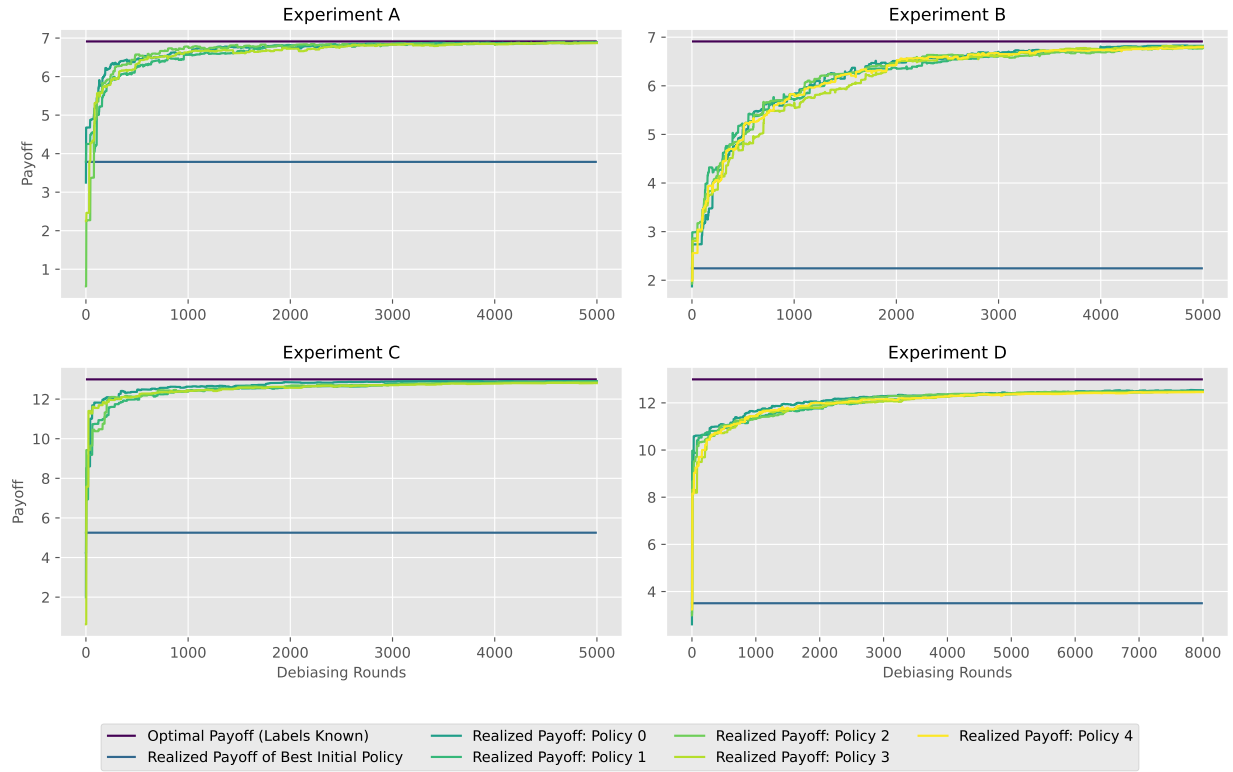 Experiment A
Experiment B
7
6
5
4
3
2
1
Payoff
0 1000 2000 3000 4000 5000
7
6
5
4
3
2
0 1000 2000 3000 4000 5000
Experiment C
Experiment D
12
10
8
6
4
2
Payoff
0 1000 2000 3000 4000 5000
Debiasing Rounds
12
10
8
6
4
0 1000 2000 3000 4000 5000 6000 7000 8000
Debiasing Rounds
Optimal Payoff (Labels Known)
Realized Payoff of Best Initial Policy
Realized Payoff: Policy 0
Realized Payoff: Policy 1
Realized Payoff: Policy 2
Realized Payoff: Policy 3
Realized Payoff: Policy 4